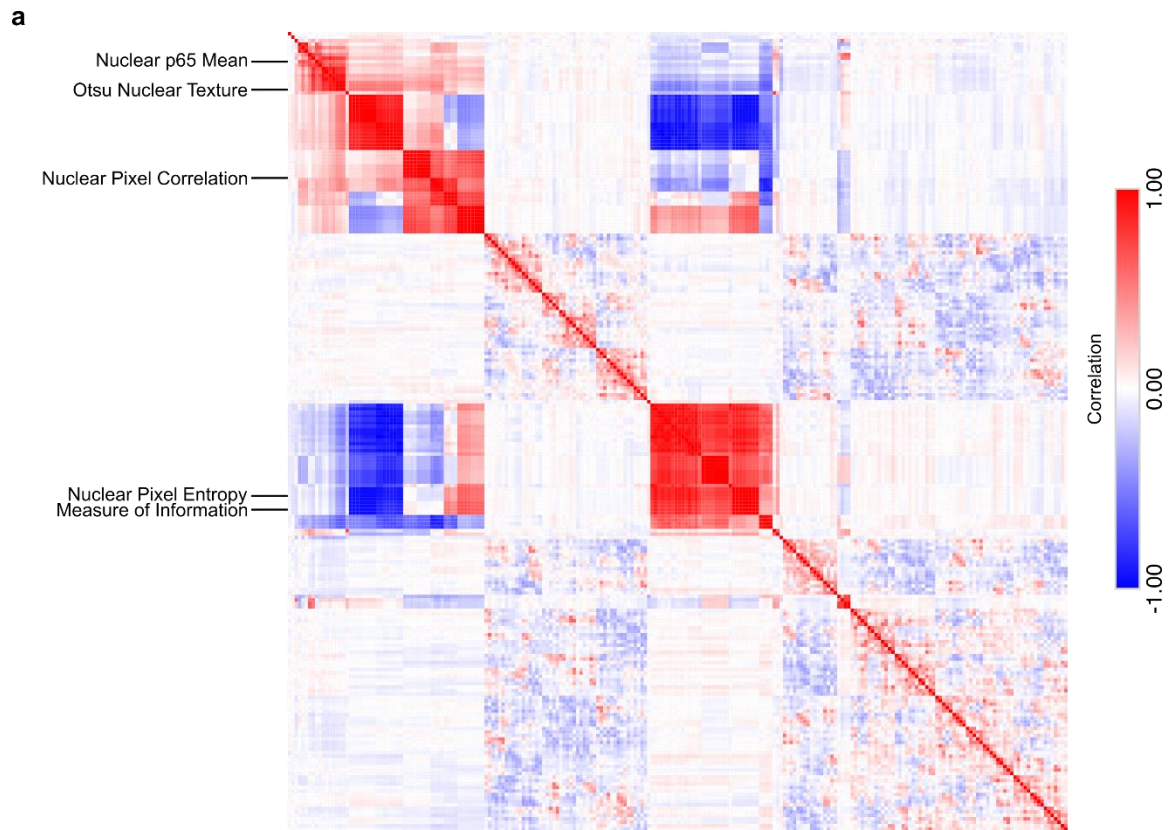 a
Nuclear p65 Mean
Otsu Nuclear Texture
Nuclear Pixel Correlation
Nuclear Pixel Entropy
Measure of Information
Correlation
1.00
0.00
-1.00